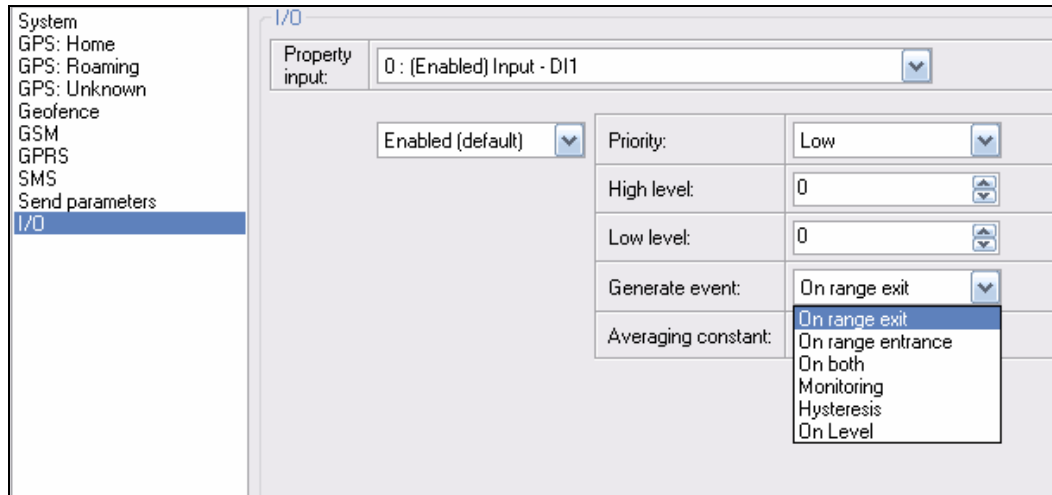 System
GPS: Home
GPS: Roaming
GPS: Unknown
Geofence
GSM
GPRS
SMS
Send parameters
I/O
I/O
Property
input:
0 : (Enabled) Input - DI1
Enabled (default)
Priority:
Low
High level:
0
Low level:
0
Generate event:
On range exit
On range exit
On range entrance
On both
Monitoring
Hysteresis
On Level
Averaging constant: